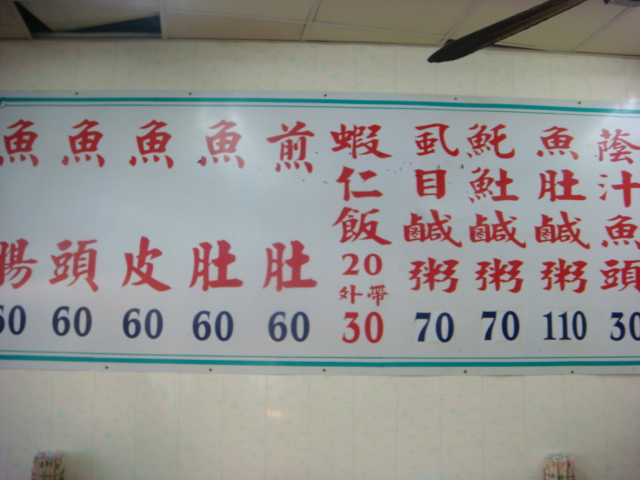 蔭汁魚頭 30
魚肚鹹粥 110
魠鹹粥 70
虱目鹹粥 70
蝦仁飯 20
外帶 30
煎肚 60
魚肚 60
魚皮 60
魚頭 60
魚腸 60